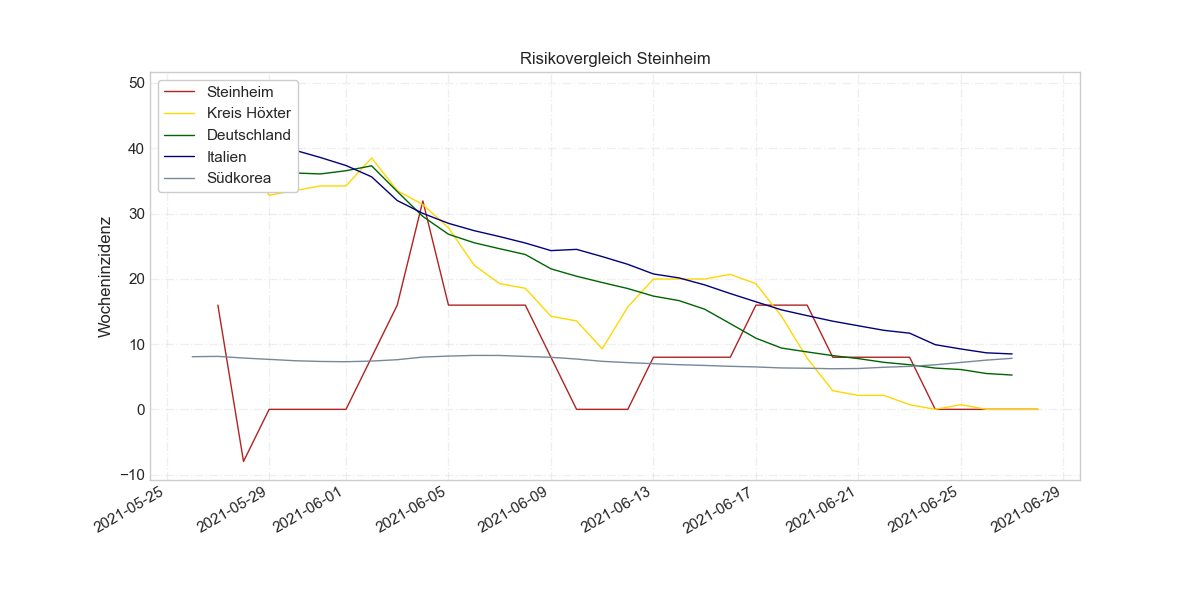 Risikovergleich Steinheim
Steinheim
Kreis Höxter
Deutschland
Italien
Südkorea
Wocheninzidenz
50
40
30
20
10
0
−10
2021-05-25
2021-05-29
2021-06-01
2021-06-05
2021-06-09
2021-06-13
2021-06-17
2021-06-21
2021-06-25
2021-06-29